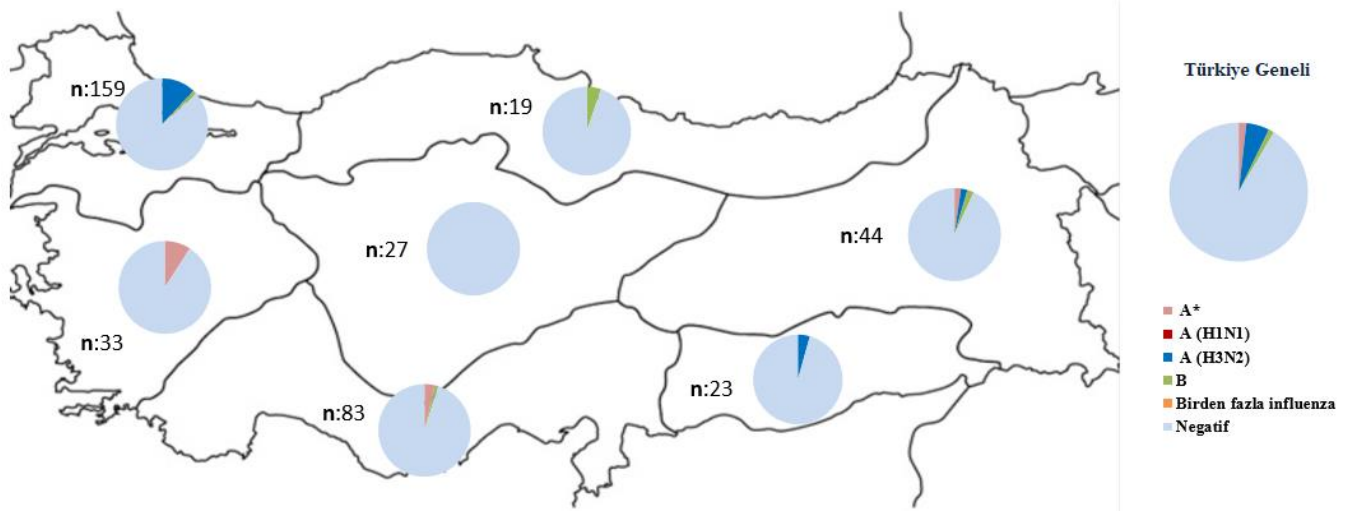 n:159
n:19
n:27
n:44
n:33
n:83
n:23
Türkiye Geneli
A*
A (H1N1)
A (H3N2)
B
Birden fazla influenza
Negatif